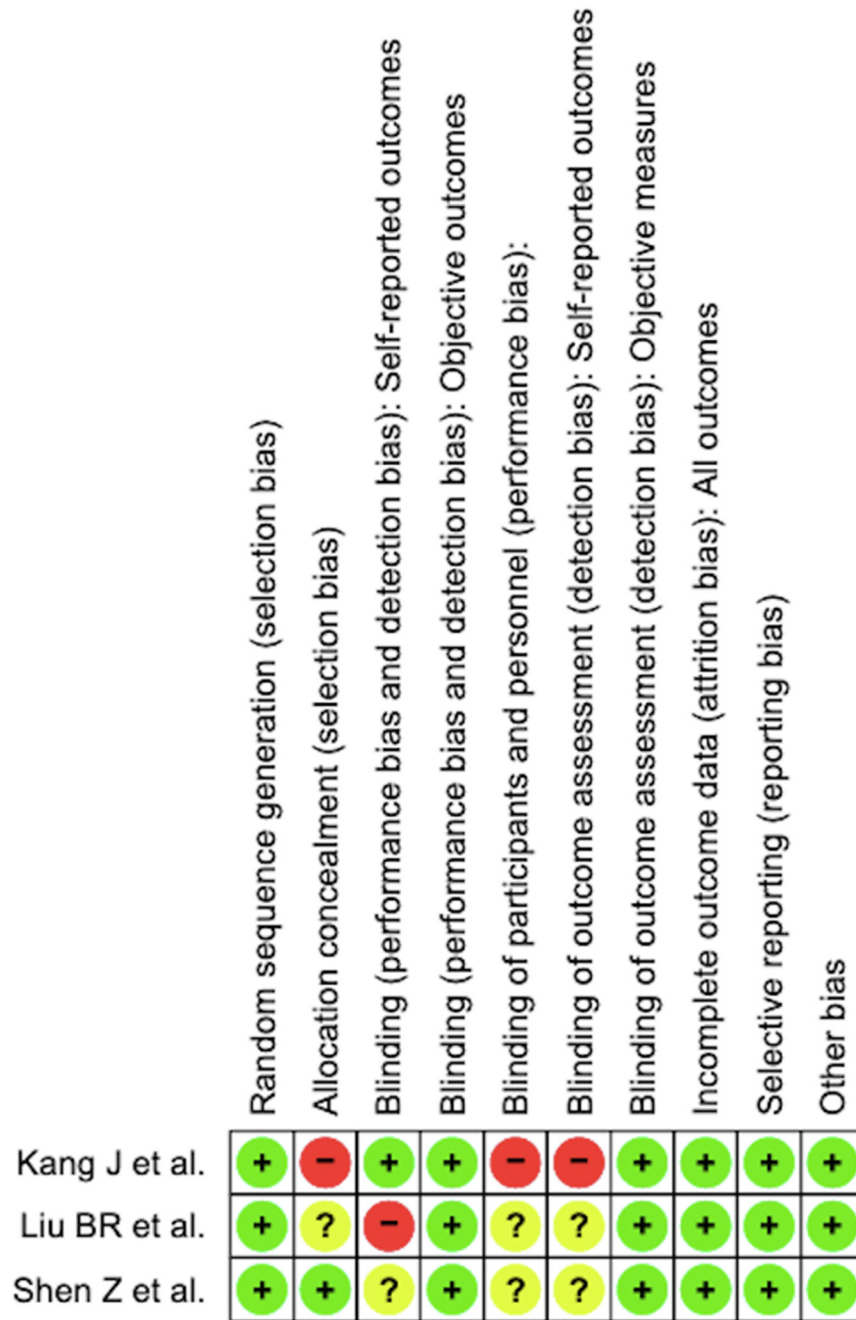 Random sequence generation (selection bias)
Allocation concealment (selection bias)
Blinding (performance bias and detection bias): Self-reported outcomes
Blinding (performance bias and detection bias): Objective outcomes
Blinding of participants and personnel (performance bias):
Blinding of outcome assessment (detection bias): Self-reported outcomes
Blinding of outcome assessment (detection bias): Objective measures
Incomplete outcome data (attrition bias): All outcomes
Selective reporting (reporting bias)
Other bias
Kang J et al. + - + + - - + + + +
Liu BR et al. + ? - + ? ? + + + +
Shen Z et al. + + ? + ? ? + + + +